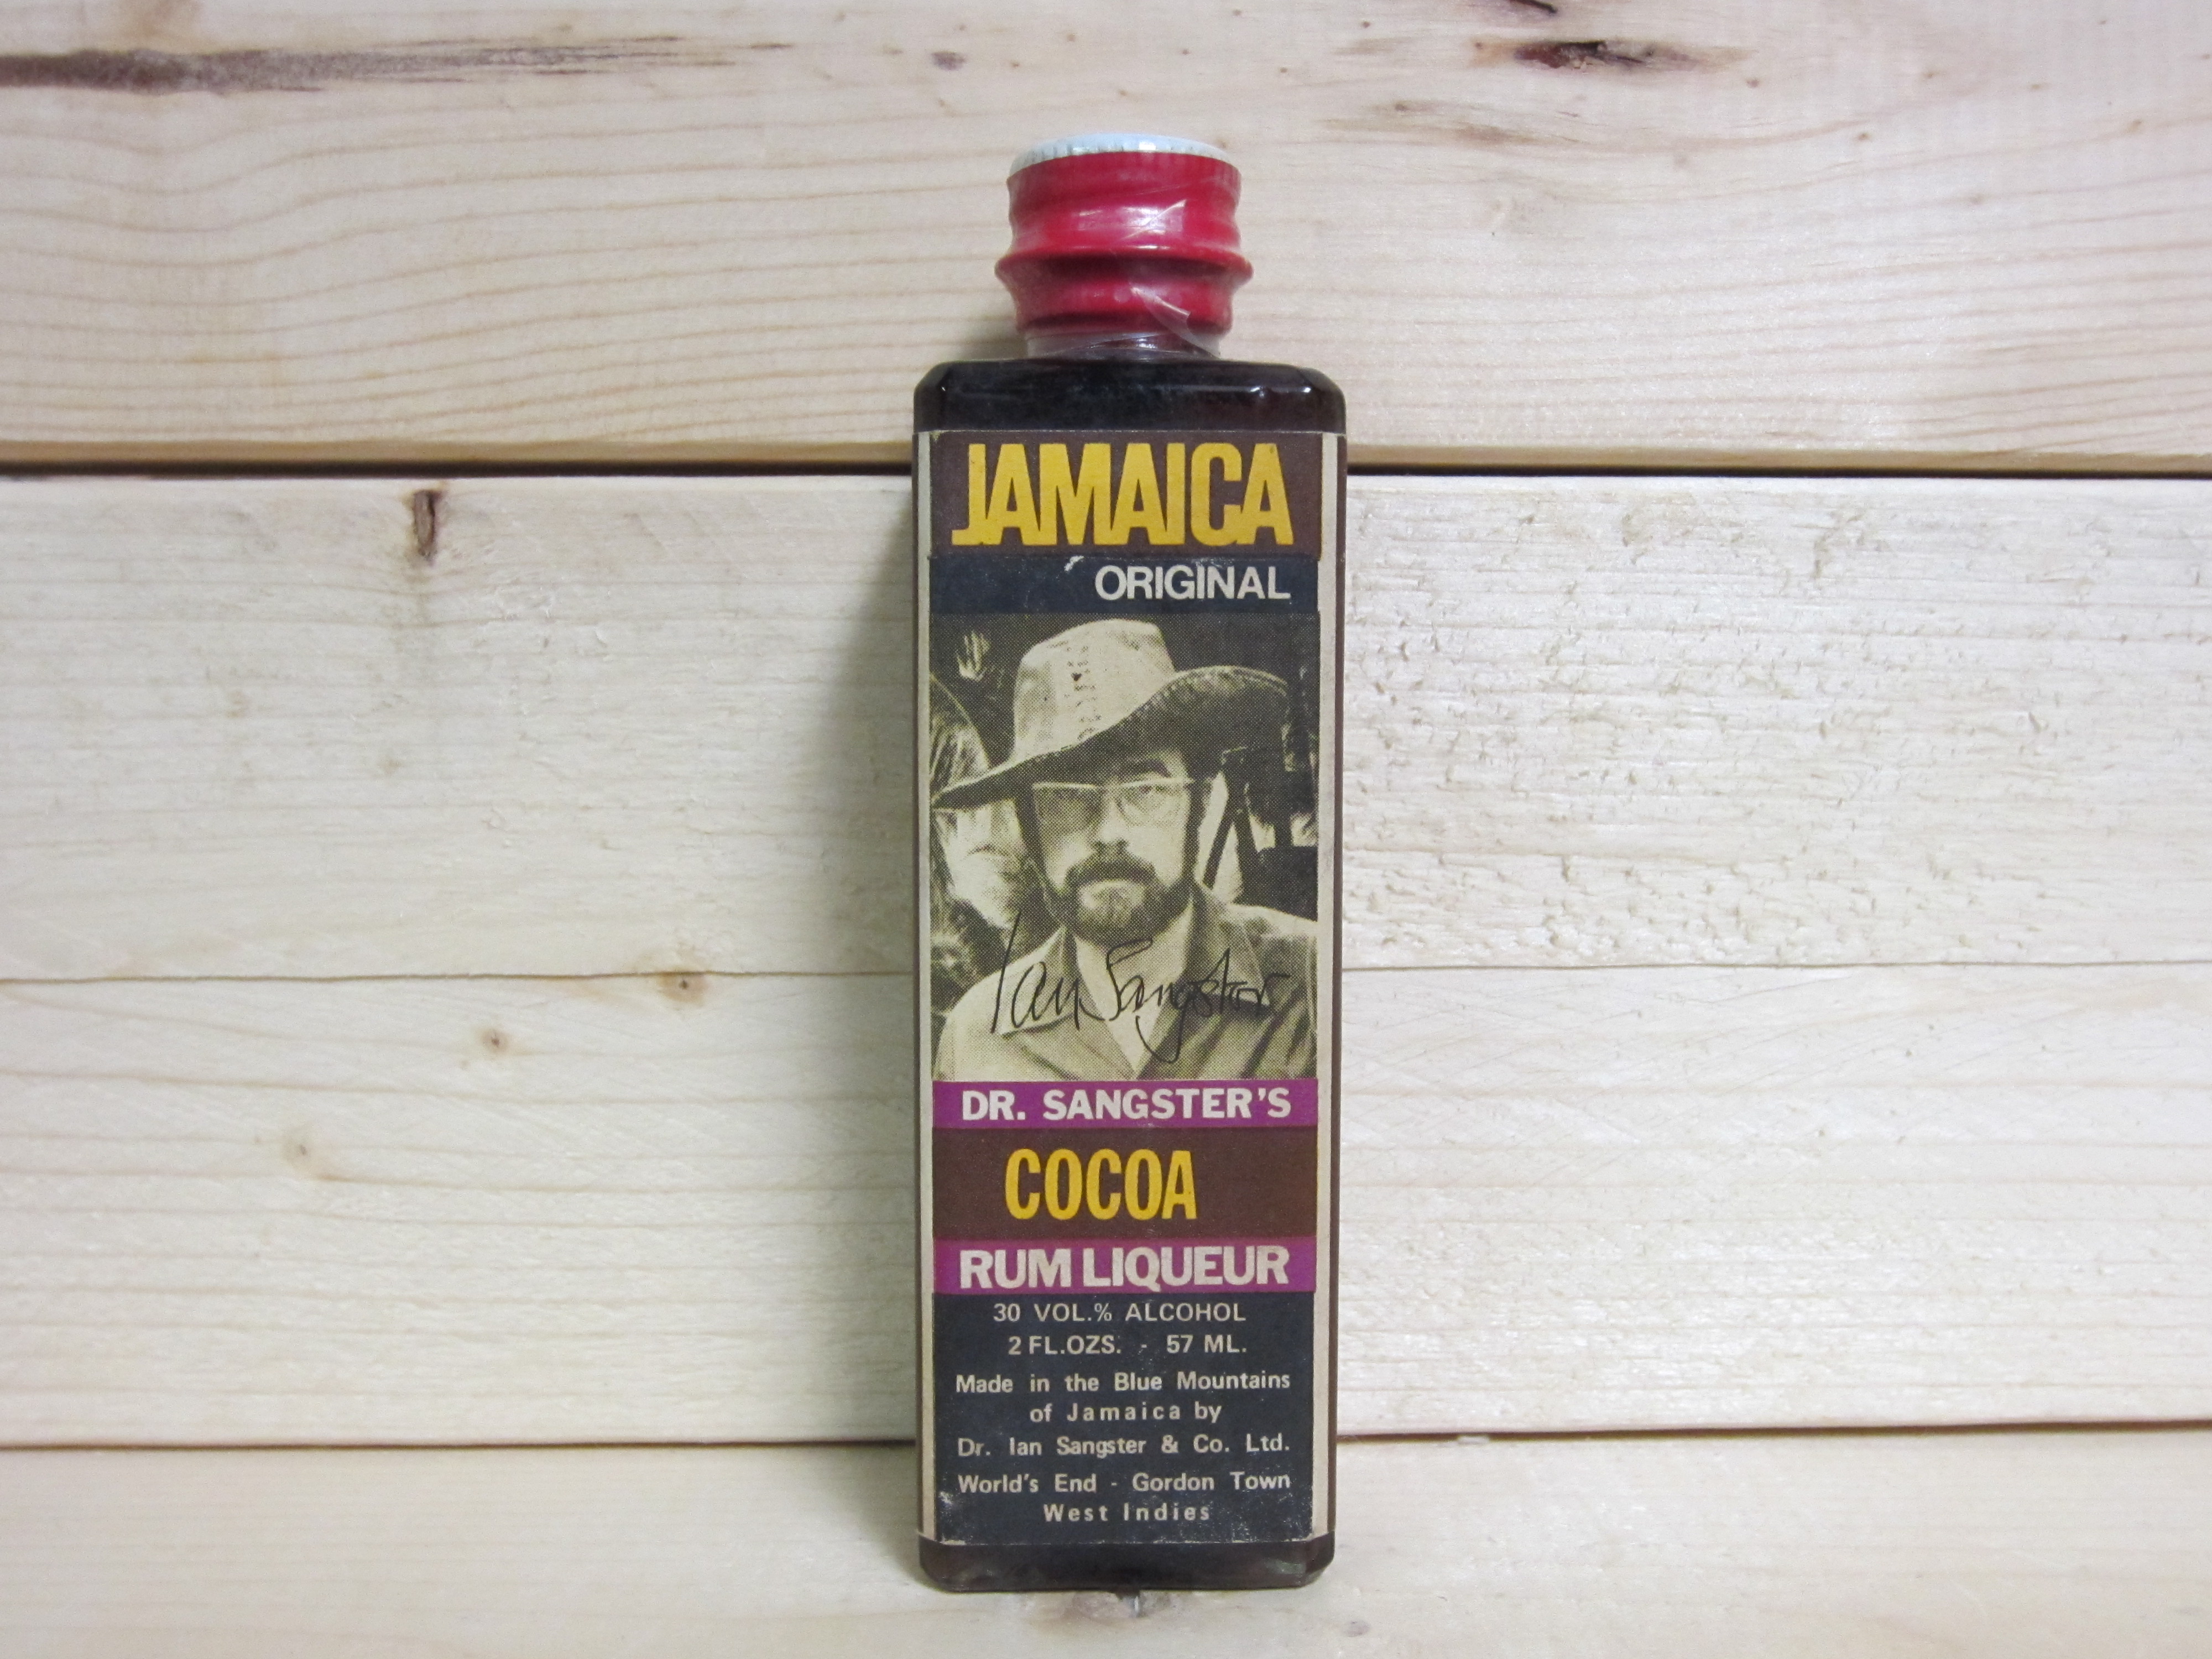 JAMAICA
ORIGINAL
Ian Sangster
DR. SANGSTER'S
COCOA
RUM LIQUEUR
30 VOL.% ALCOHOL
2 FL.OZS. - 57 ML.
Made in the Blue Mountains
of Jamaica by
Dr. Ian Sangster & Co. Ltd.
World's End - Gordon Town
West Indies